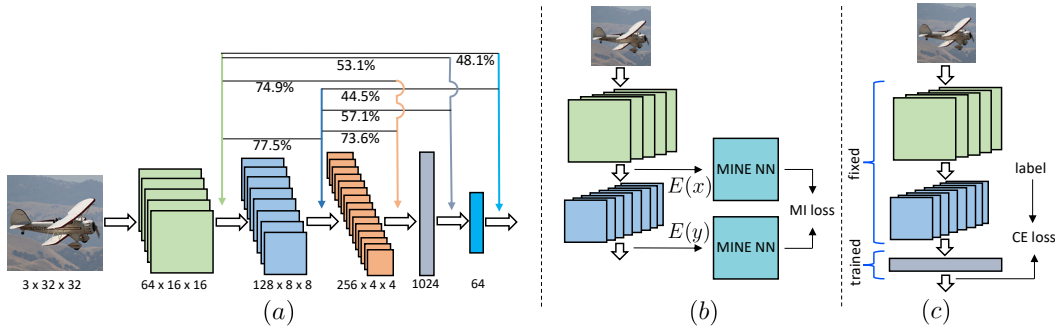 48.1%
53.1%
74.9%
44.5%
57.1%
73.6%
77.5%
3 x 32 x 32
64 x 16 x 16
128 x 8 x 8
256 x 4 x 4
1024
64
(a)
E(x)
MINE NN
MI loss
E(y)
MINE NN
(b)
fixed
label
CE loss
trained
(c)